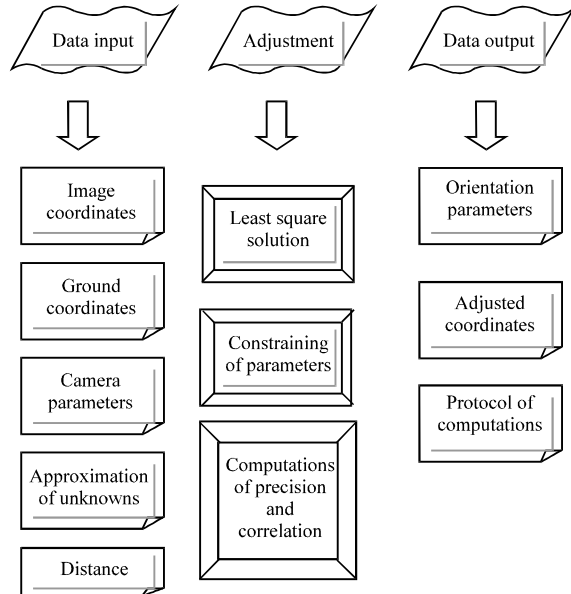 Data input
Adjustment
Data output
Image
coordinates
Ground
coordinates
Camera
parameters
Approximation
of unknowns
Distance
Least square
solution
Constraining
of parameters
Computations
of precision
and
correlation
Orientation
parameters
Adjusted
coordinates
Protocol of
computations